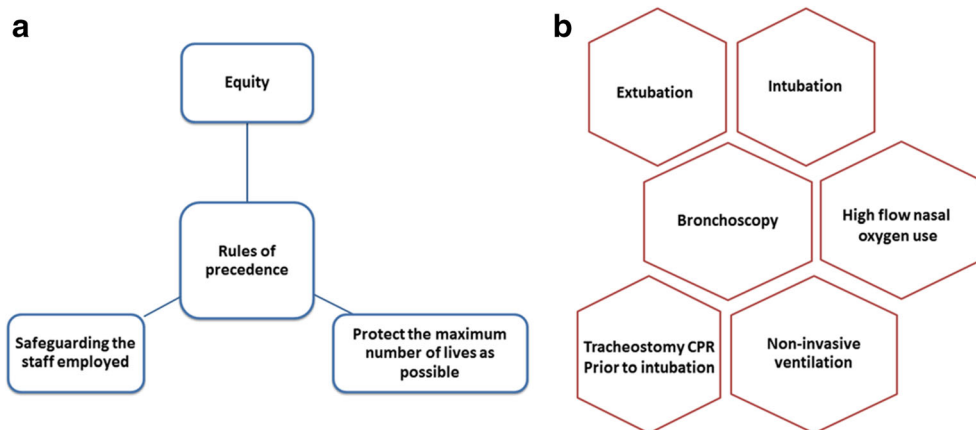 a
Equity
Rules of
precedence
Safeguarding the
staff employed
Protect the maximum
number of lives as
possible
b
Extubation
Intubation
Bronchoscopy
High flow nasal
oxygen use
Tracheostomy CPR
Prior to intubation
Non-invasive
ventilation